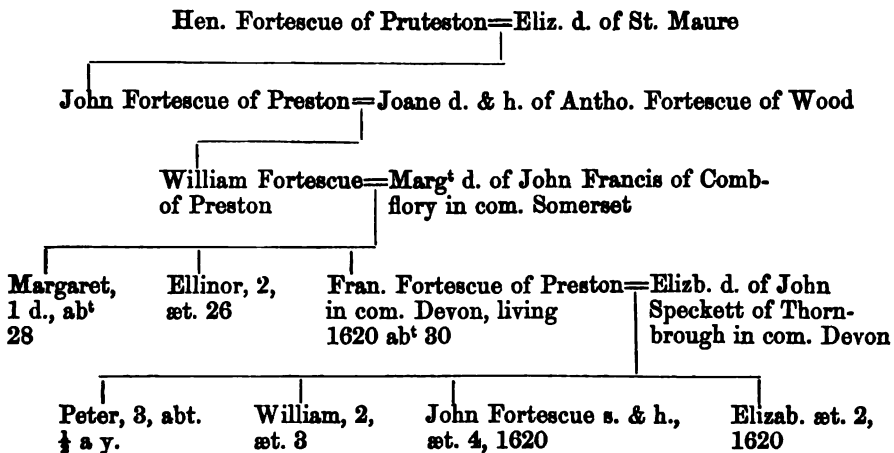 Hen. Fortescue of Pruteston=Eliz. d. of St. Maure
John Fortescue of Preston=Joane d. & h. of Antho. Fortescue of Wood
William Fortescue=Margᵗ d. of John Francis of Comb-
of Preston
flory in com. Somerset
Margaret,
1 d., abᵗ
28
Ellinor, 2,
æt. 26
Fran. Fortescue of Preston=Elizb. d. of John
in com. Devon, living
1620 abᵗ 30
Speckett of Thorn-
brough in com. Devon
Peter, 3, abt.
½ a y.
William, 2,
æt. 3
John Fortescue s. & h.,
æt. 4, 1620
Elizab. æt. 2,
1620